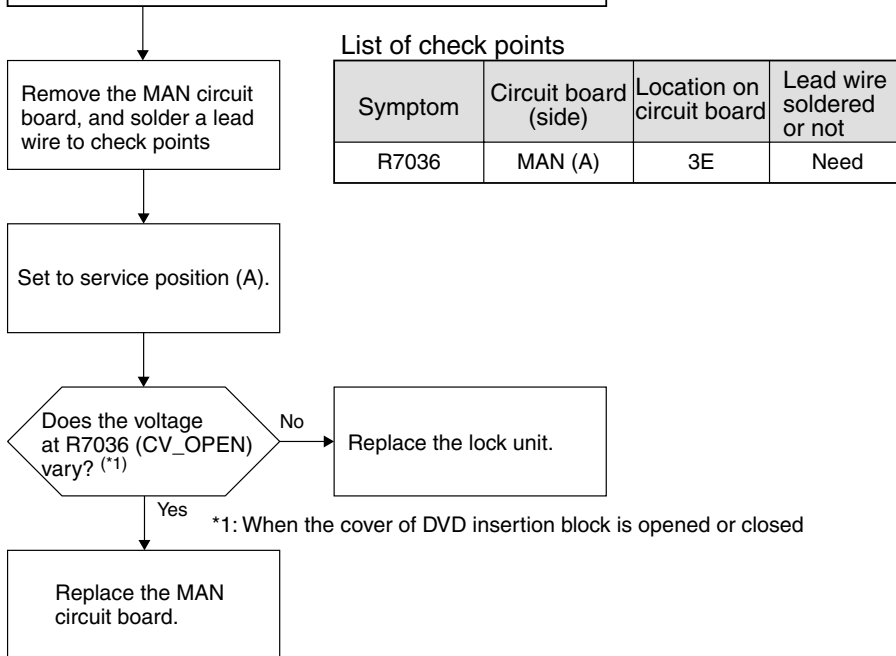 List of check points
Symptom
Circuit board
(side)
Location on
circuit board
Lead wire
soldered
or not
R7036
MAN (A)
3E
Need
Remove the MAN circuit
board, and solder a lead
wire to check points
Set to service position (A).
Does the voltage
at R7036 (CV_OPEN)
vary? (*1)
No
Replace the lock unit.
Yes
*1: When the cover of DVD insertion block is opened or closed
Replace the MAN
circuit board.